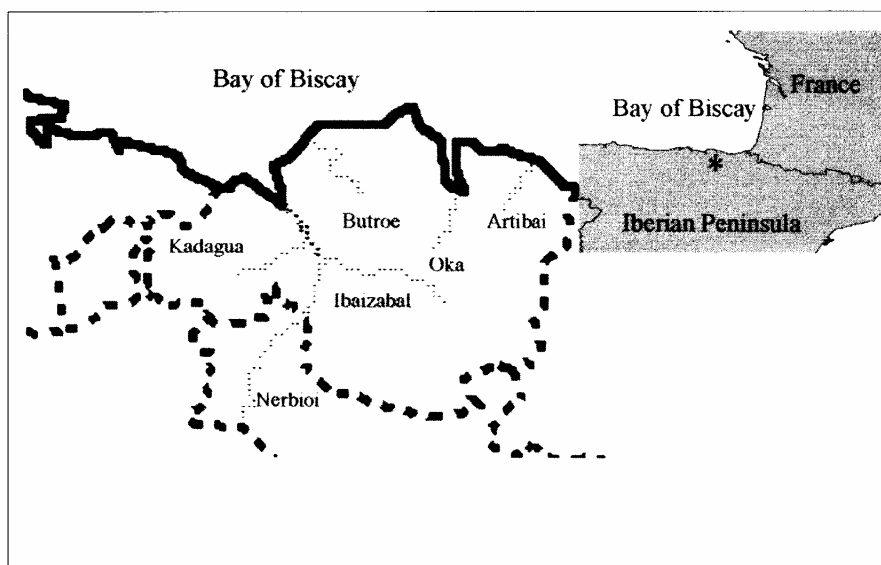 Bay of Biscay
France
Bay of Biscay
*
Iberian Peninsula
Butroe
Artibai
Kadagua
Oka
Ibaizabal
Nerbioi